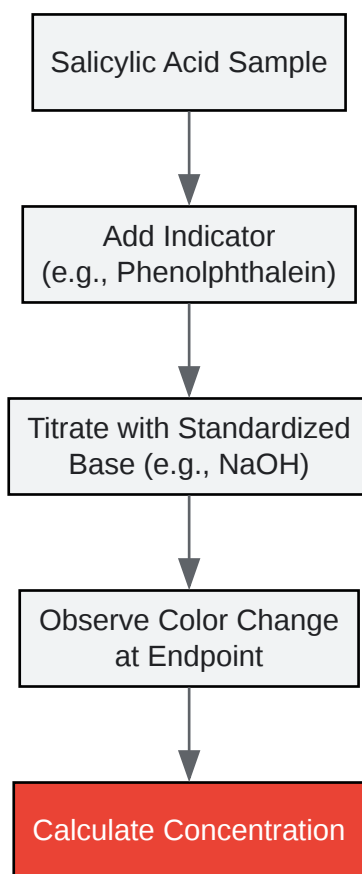 Salicylic Acid Sample
Add Indicator
(e.g., Phenolphthalein)
Titrate with Standardized
Base (e.g., NaOH)
Observe Color Change
at Endpoint
Calculate Concentration